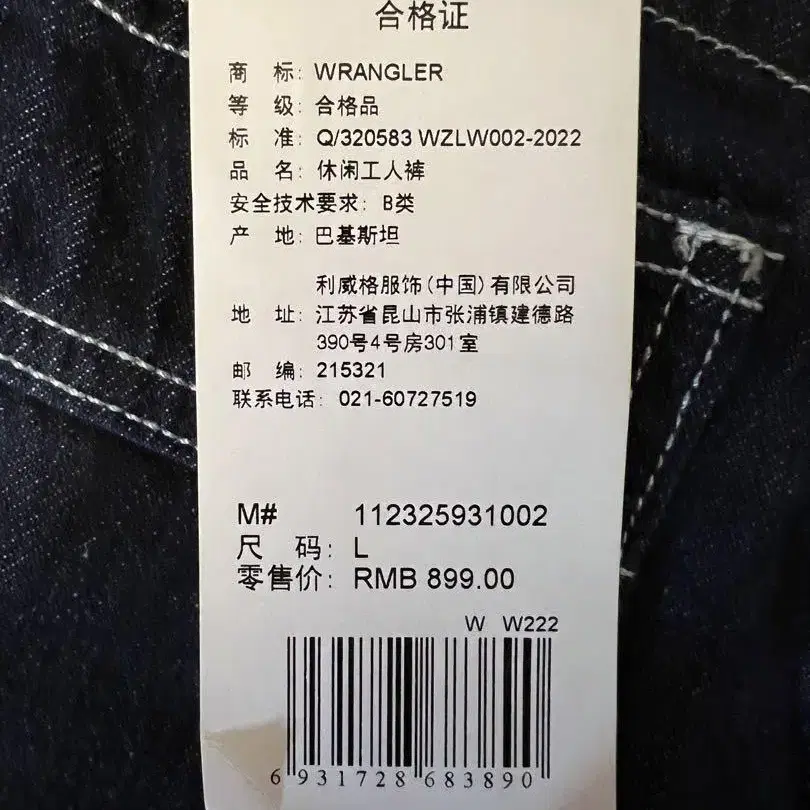 合格证
商 标: WRANGLER
等 级: 合格品
标 准: Q/320583 WZLW002-2022
品 名: 休闲工人裤
安全技术要求: B类
产 地: 巴基斯坦
利威格服饰(中国)有限公司
地 址: 江苏省昆山市张浦镇建德路
390号4号房301室
邮 编: 215321
联系电话: 021-60727519
M# 112325931002
尺 码: L
零售价: RMB 899.00
W W222
6 931728 683890